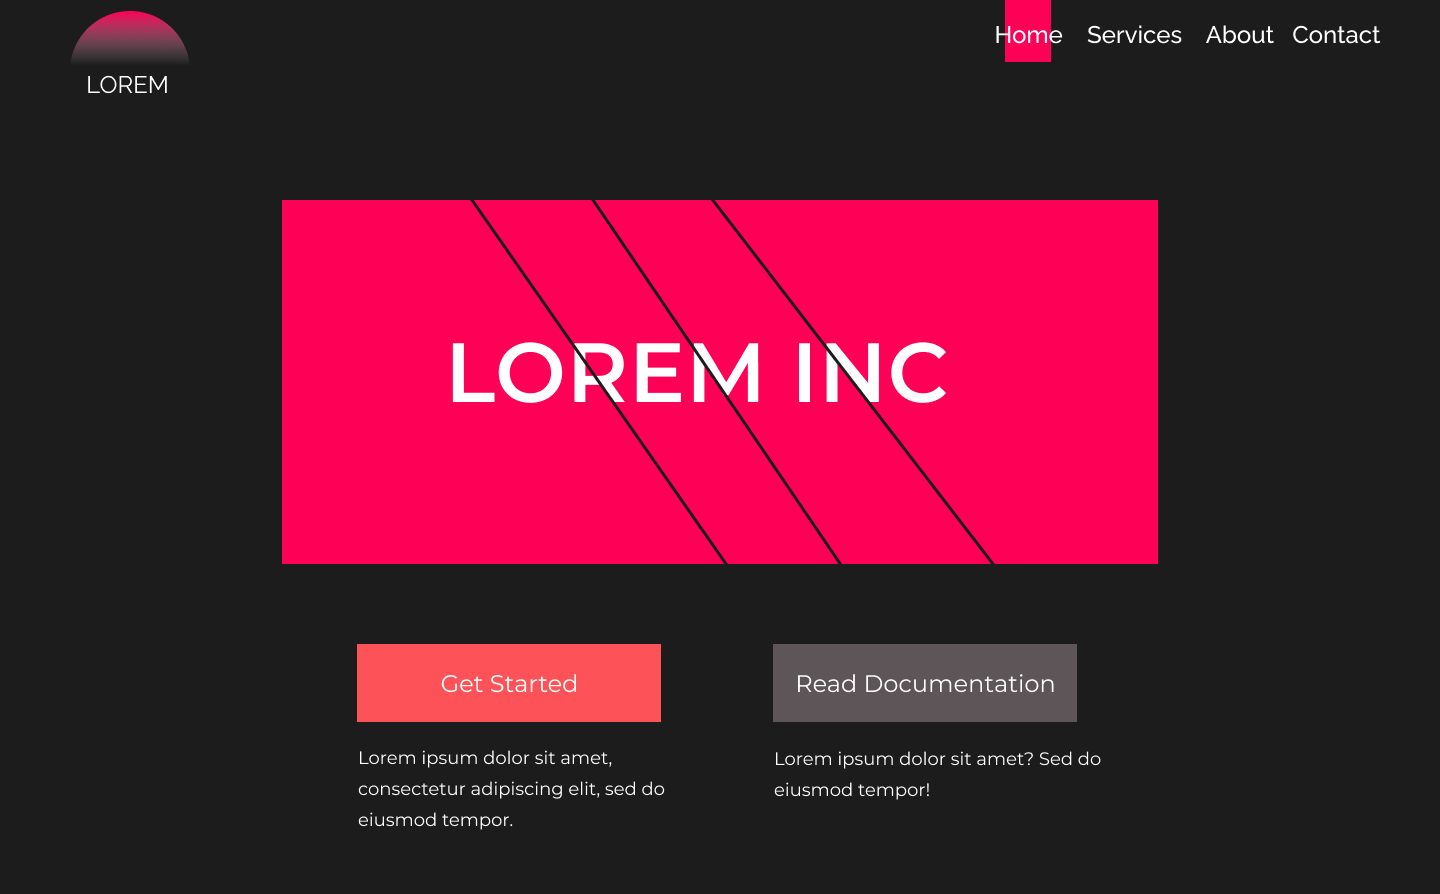 LOREM
Home Services About Contact
LOREM INC
Get Started
Lorem ipsum dolor sit amet,
consectetur adipiscing elit, sed do
eiusmod tempor.
Read Documentation
Lorem ipsum dolor sit amet? Sed do
eiusmod tempor!